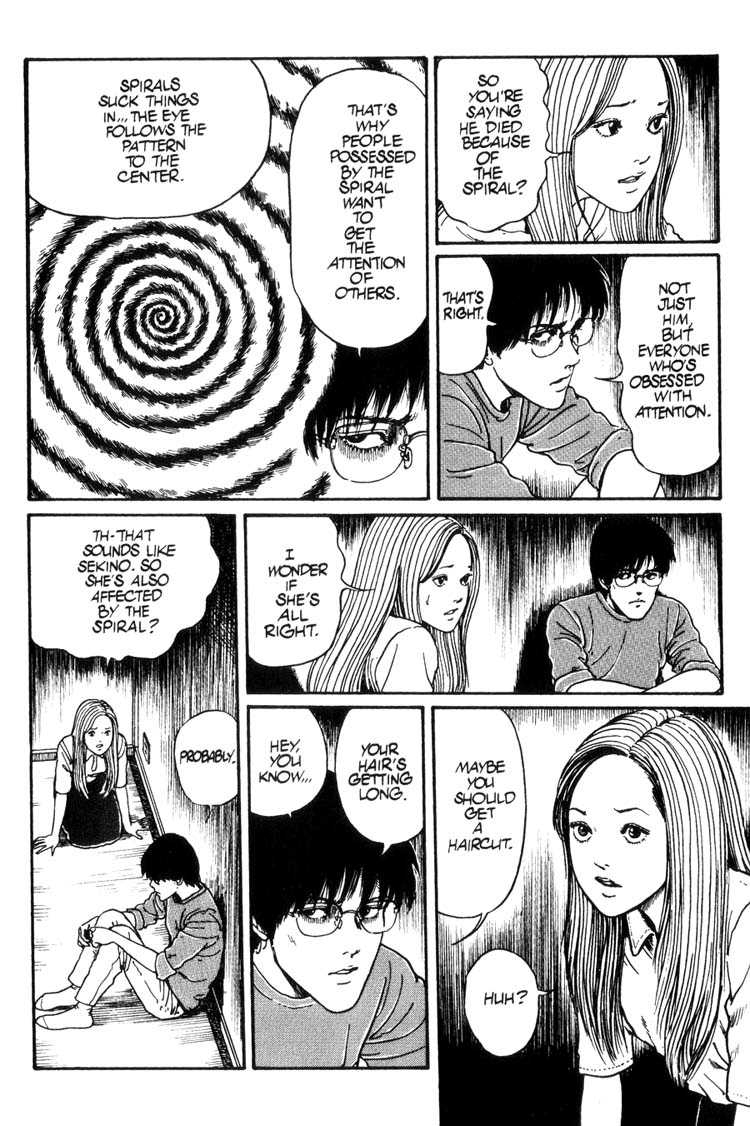 SPIRALS
SUCK THINGS
IN... THE EYE
FOLLOWS THE
PATTERN
TO THE
CENTER.
THAT'S
WHY
PEOPLE
POSSESSED
BY THE
SPIRAL
WANT
TO
GET
THE
ATTENTION
OF
OTHERS.
SO
YOU'RE
SAYING
HE DIED
BECAUSE
OF
THE
SPIRAL?
THAT'S
RIGHT.
NOT
JUST
HIM,
BUT
EVERYONE
WHO'S
OBSESSED
WITH
ATTENTION.
TH-THAT
SOUNDS LIKE
SEKINO. SO
SHE'S ALSO
AFFECTED
BY THE
SPIRAL?
PROBABLY.
I
WONDER
IF
SHE'S
ALL
RIGHT.
HEY,
YOU
KNOW...
YOUR
HAIR'S
GETTING
LONG.
MAYBE
YOU
SHOULD
GET
A
HAIRCUT.
HUH?